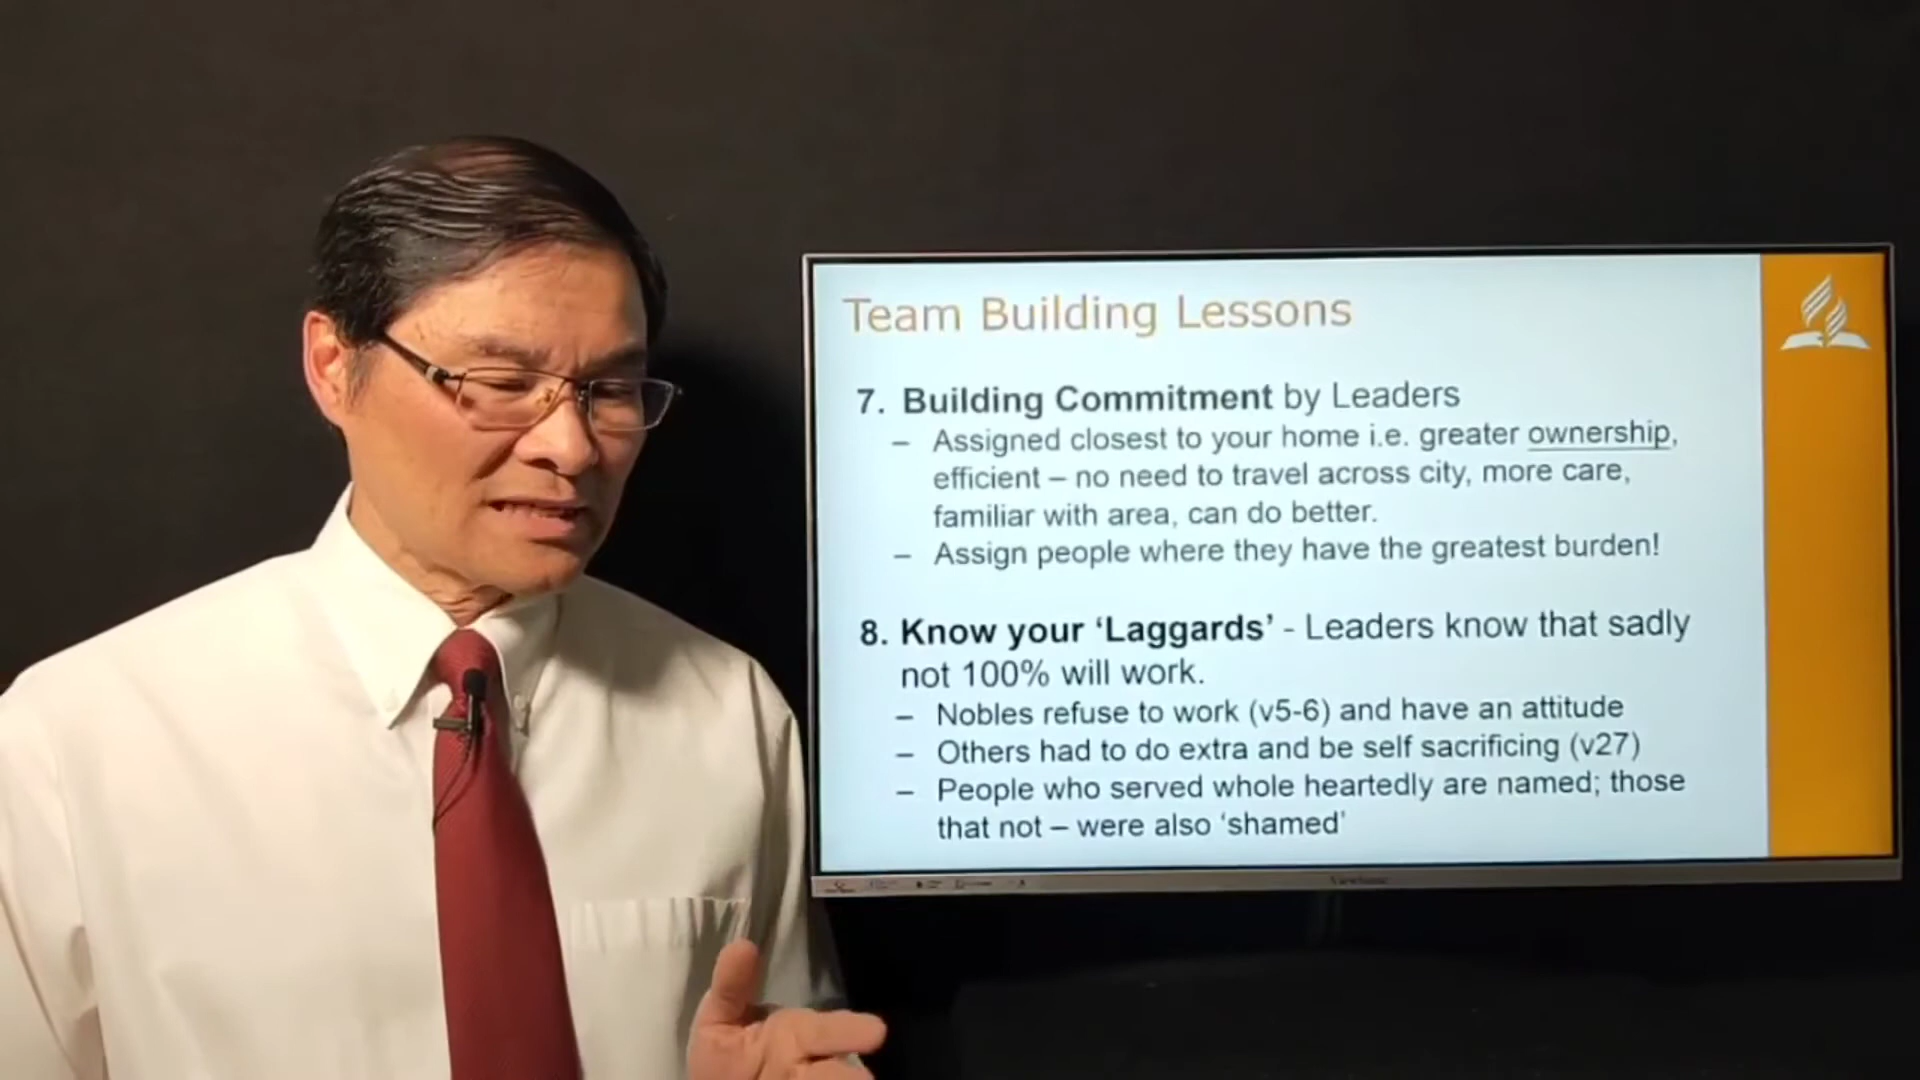 Team Building Lessons
7. Building Commitment by Leaders
– Assigned closest to your home i.e. greater ownership,
efficient – no need to travel across city, more care,
familiar with area, can do better.
– Assign people where they have the greatest burden!
8. Know your ‘Laggards’ - Leaders know that sadly
not 100% will work.
– Nobles refuse to work (v5-6) and have an attitude
– Others had to do extra and be self sacrificing (v27)
– People who served whole heartedly are named; those
that not – were also ‘shamed’